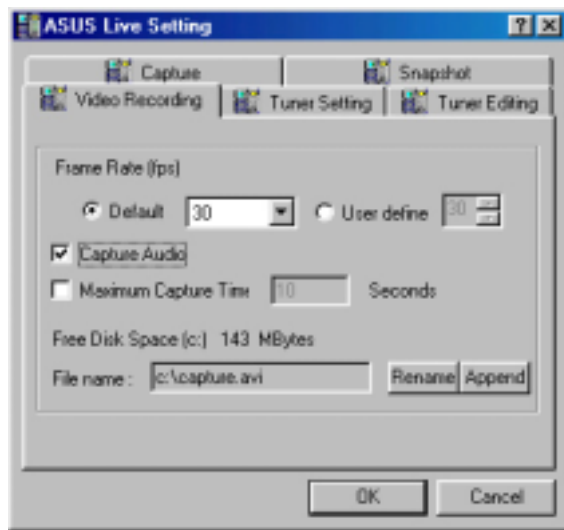 ASUS Live Setting
Capture
Snapshot
Video Recording
Tuner Setting
Tuner Editing
Frame Rate (fps)
Default
30
User define
30
Capture Audio
Maximum Capture Time
10
Seconds
Free Disk Space (c:) 143 MBytes
File name :
c:\capture.avi
Rename
Append
OK
Cancel